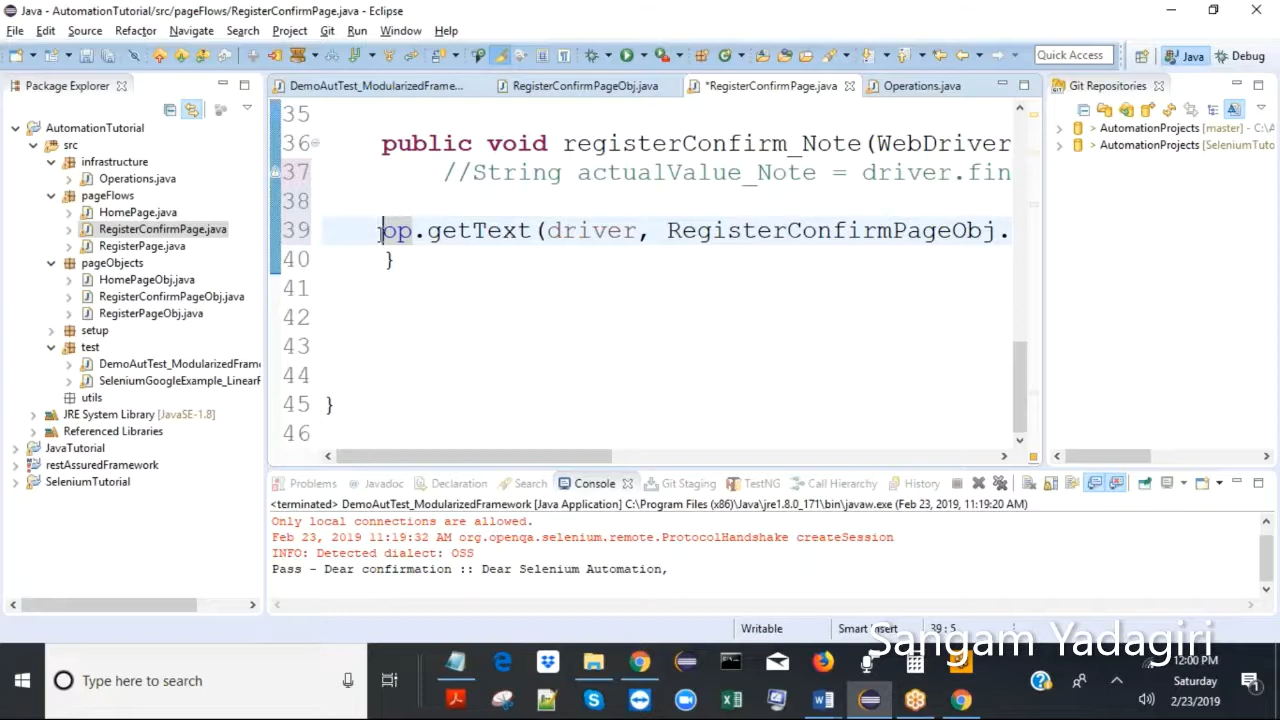 Java - AutomationTutorial/src/pageFlows/RegisterConfirmPage.java - Eclipse
File Edit Source Refactor Navigate Search Project Git Run Window Help
Quick Access
Java
Debug
Package Explorer
DemoAutTest_ModularizedFrame...
RegisterConfirmPageObj.java
*RegisterConfirmPage.java
Operations.java
Git Repositories
AutomationTutorial
src
infrastructure
Operations.java
pageFlows
HomePage.java
RegisterConfirmPage.java
RegisterPage.java
pageObjects
HomePageObj.java
RegisterConfirmPageObj.java
RegisterPageObj.java
setup
test
DemoAutTest_ModularizedFrame
SeleniumGoogleExample_LinearF
utils
JRE System Library [JavaSE-1.8]
Referenced Libraries
JavaTutorial
restAssuredFramework
SeleniumTutorial
35
36 public void registerConfirm_Note(WebDriver
37 //String actualValue_Note = driver.fin
38
39 op.getText(driver, RegisterConfirmPageObj.
40 }
41
42
43
44
45 }
46
> AutomationProjects [master] - C:\A
> AutomationProjects [SeleniumTuto
Problems @ Javadoc Declaration Search Console Git Staging TestNG Call Hierarchy History
<terminated> DemoAutTest_ModularizedFramework [Java Application] C:\Program Files (x86)\Java\jre1.8.0_171\bin\javaw.exe (Feb 23, 2019, 11:19:20 AM)
Only local connections are allowed.
Feb 23, 2019 11:19:32 AM org.openqa.selenium.remote.ProtocolHandshake createSession
INFO: Detected dialect: OSS
Pass - Dear confirmation :: Dear Selenium Automation,
Writable
Smart Insert
39 : 5
Sangam Yadagiri
Type here to search
12:00 PM
Saturday
2/23/2019